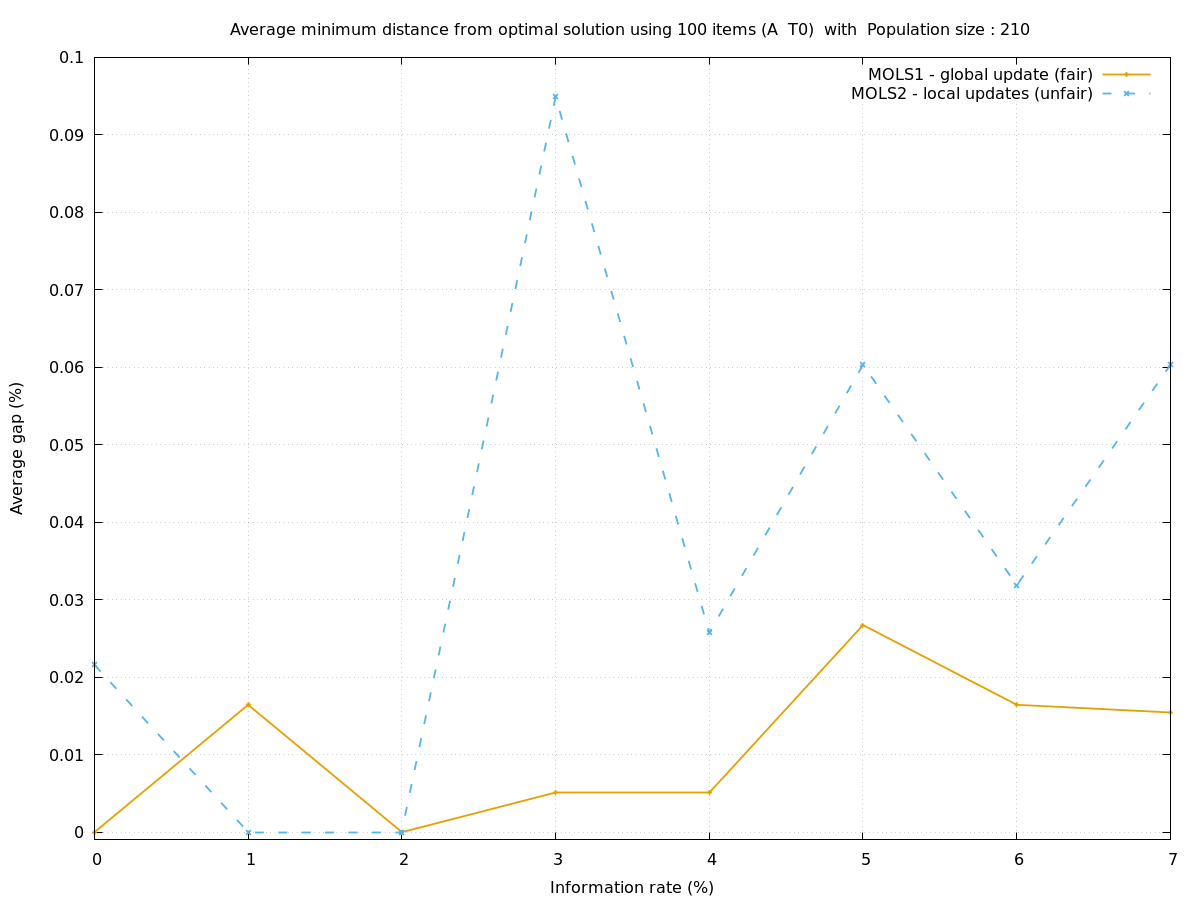 Average minimum distance from optimal solution using 100 items (A  T0)  with  Population size : 210
MOLS1 - global update (fair)
MOLS2 - local updates (unfair)
0.1
0.09
0.08
0.07
0.06
0.05
0.04
0.03
0.02
0.01
0
Average gap (%)
0 1 2 3 4 5 6 7
Information rate (%)